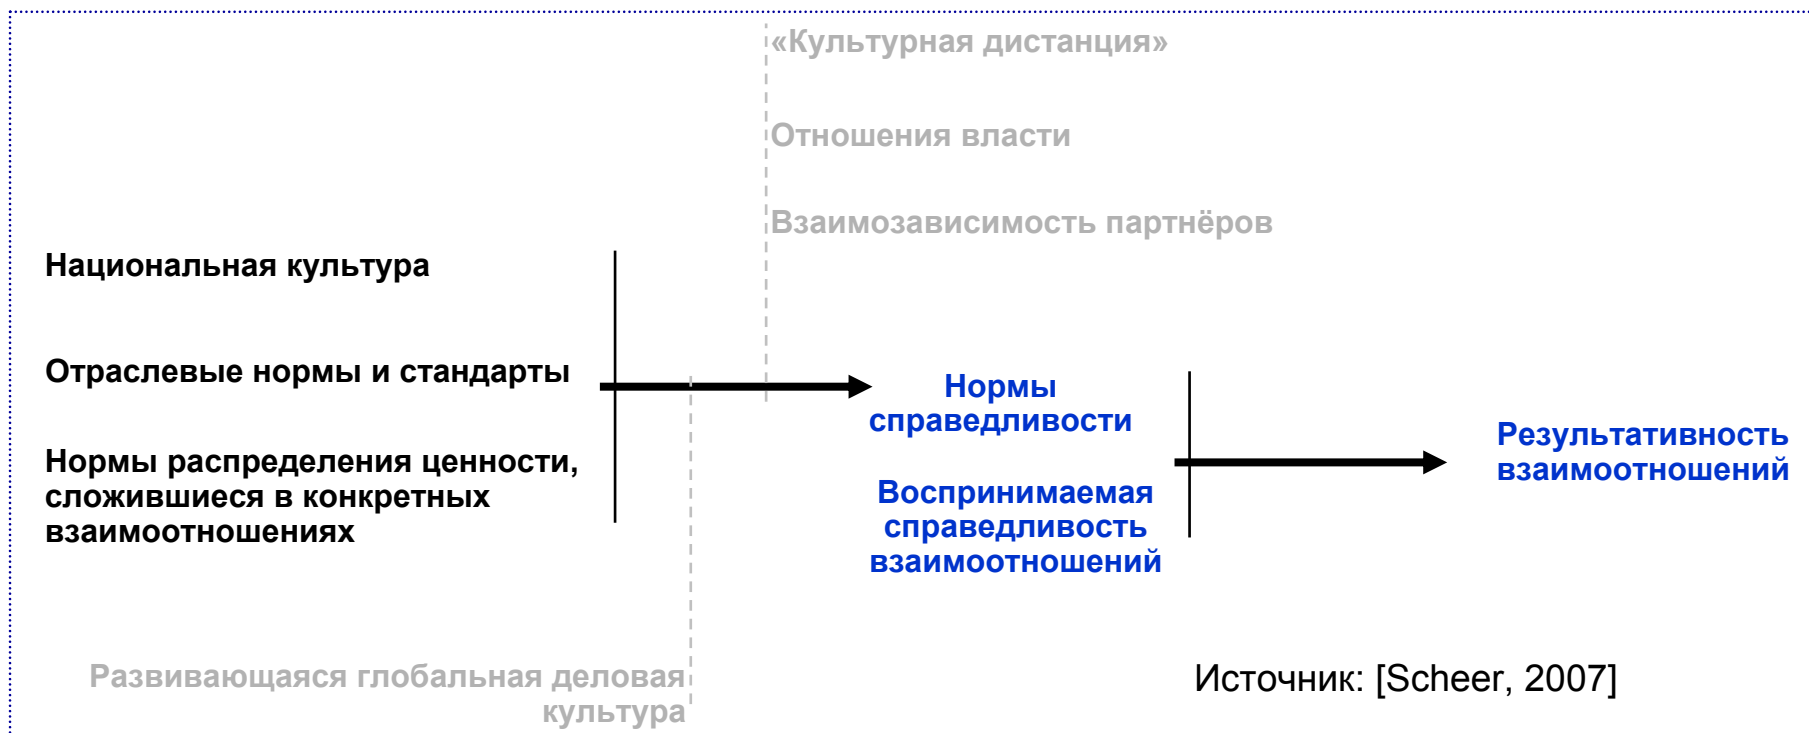 «Культурная дистанция»
Отношения власти
Взаимозависимость партнёров
Национальная культура
Отраслевые нормы и стандарты
Нормы распределения ценности,
сложившиеся в конкретных
взаимоотношениях
Нормы
справедливости
Воспринимаемая
справедливость
взаимоотношений
Результативность
взаимоотношений
Развивающаяся глобальная деловая
культура
Источник: [Scheer, 2007]